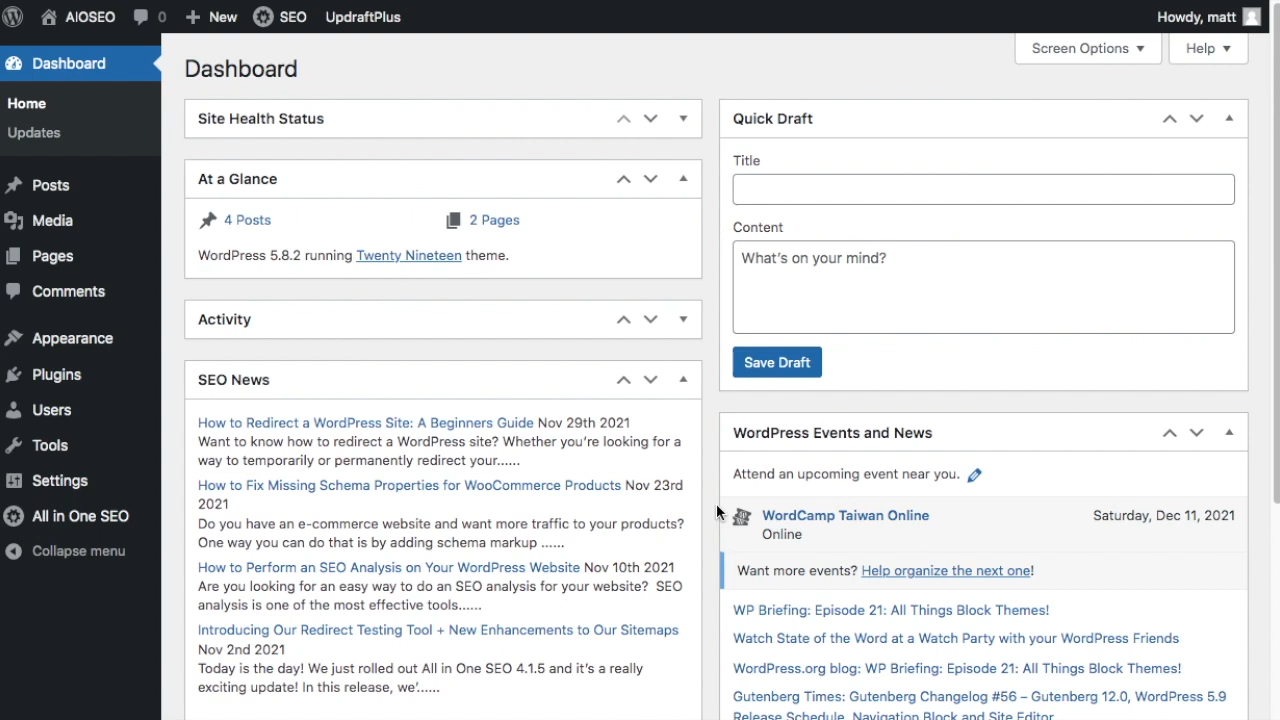 AIOSEO 0 New SEO UpdraftPlus Howdy, matt
Dashboard
Home
Updates
Posts
Media
Pages
Comments
Appearance
Plugins
Users
Tools
Settings
All in One SEO
Collapse menu
Screen Options Help
Dashboard
Site Health Status
At a Glance
4 Posts 2 Pages
WordPress 5.8.2 running Twenty Nineteen theme.
Activity
SEO News
How to Redirect a WordPress Site: A Beginners Guide Nov 29th 2021
Want to know how to redirect a WordPress site? Whether you're looking for a
way to temporarily or permanently redirect your......
How to Fix Missing Schema Properties for WooCommerce Products Nov 23rd
2021
Do you have an e-commerce website and want more traffic to your products?
One way you can do that is by adding schema markup ......
How to Perform an SEO Analysis on Your WordPress Website Nov 10th 2021
Are you looking for an easy way to do an SEO analysis for your website?  SEO
analysis is one of the most effective tools......
Introducing Our Redirect Testing Tool + New Enhancements to Our Sitemaps
Nov 2nd 2021
Today is the day! We just rolled out All in One SEO 4.1.5 and it's a really
exciting update! In this release, we'......
Quick Draft
Title
Content
What's on your mind?
Save Draft
WordPress Events and News
Attend an upcoming event near you.
WordCamp Taiwan Online Saturday, Dec 11, 2021
Online
Want more events? Help organize the next one!
WP Briefing: Episode 21: All Things Block Themes!
Watch State of the Word at a Watch Party with your WordPress Friends
WordPress.org blog: WP Briefing: Episode 21: All Things Block Themes!
Gutenberg Times: Gutenberg Changelog #56 – Gutenberg 12.0, WordPress 5.9
Release Schedule, Navigation Block and Site Editor